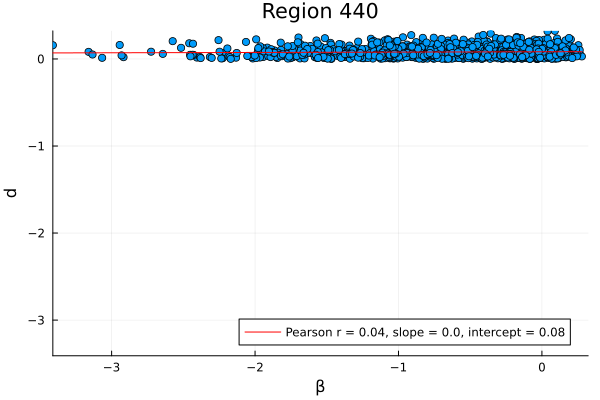 Region 440
0
−1
−2
−3
d
−3 −2 −1 0
β
Pearson r = 0.04, slope = 0.0, intercept = 0.08